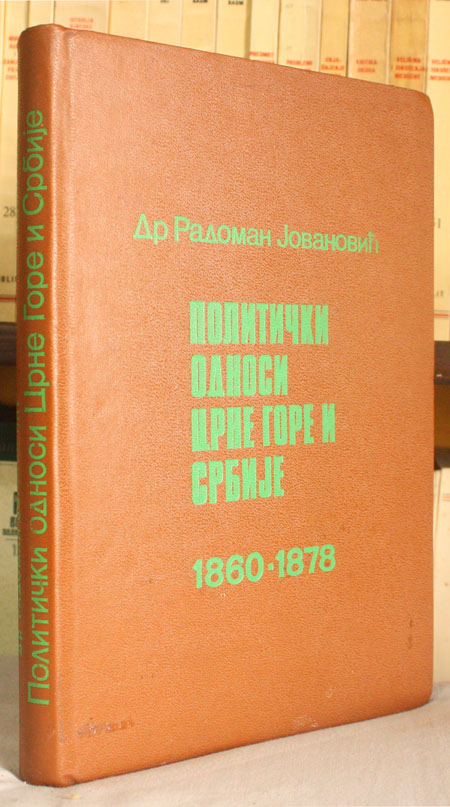 Политички односи Црне Горе и Србије
Др Радоман Јовановић
ПОЛИТИЧКИ
ОДНОСИ
ЦРНЕ ГОРЕ И
СРБИЈЕ
1860·1878